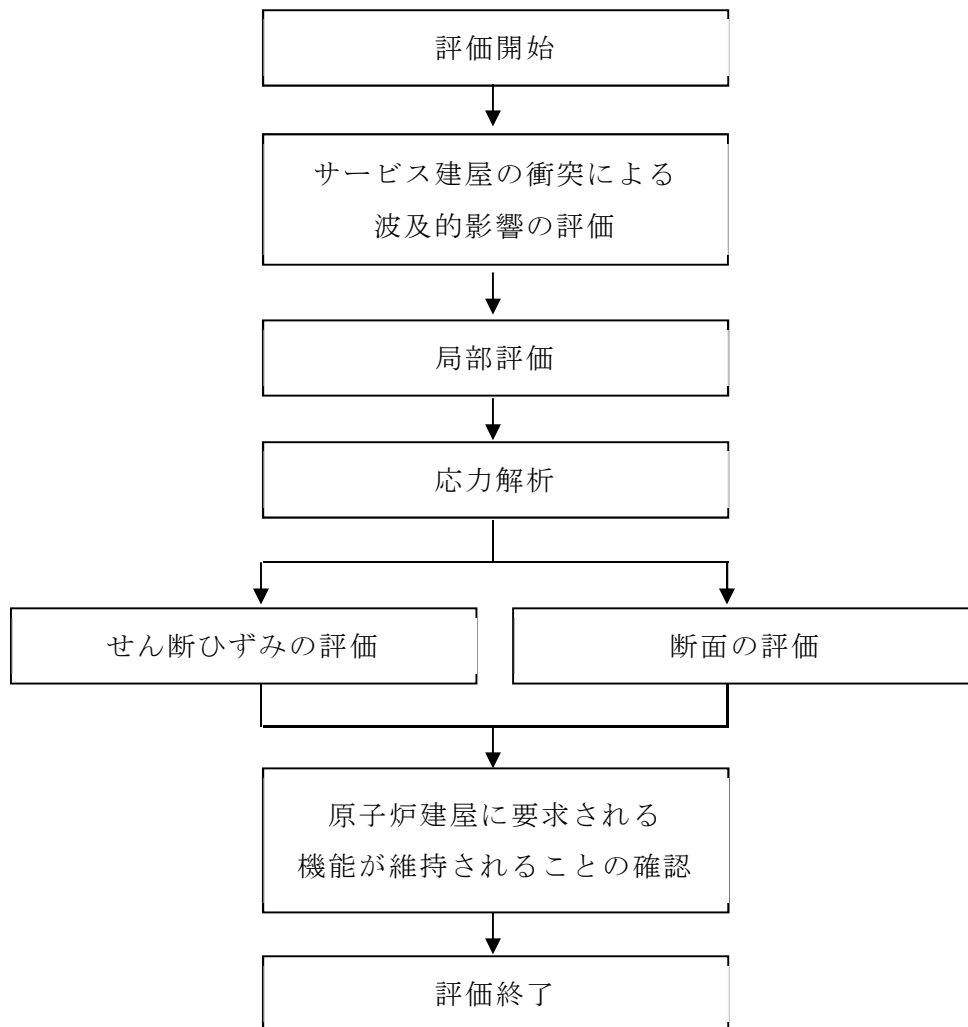 評価開始
サービス建屋の衝突による
波及的影響の評価
局部評価
応力解析
せん断ひずみの評価
断面の評価
原子炉建屋に要求される
機能が維持されることの確認
評価終了